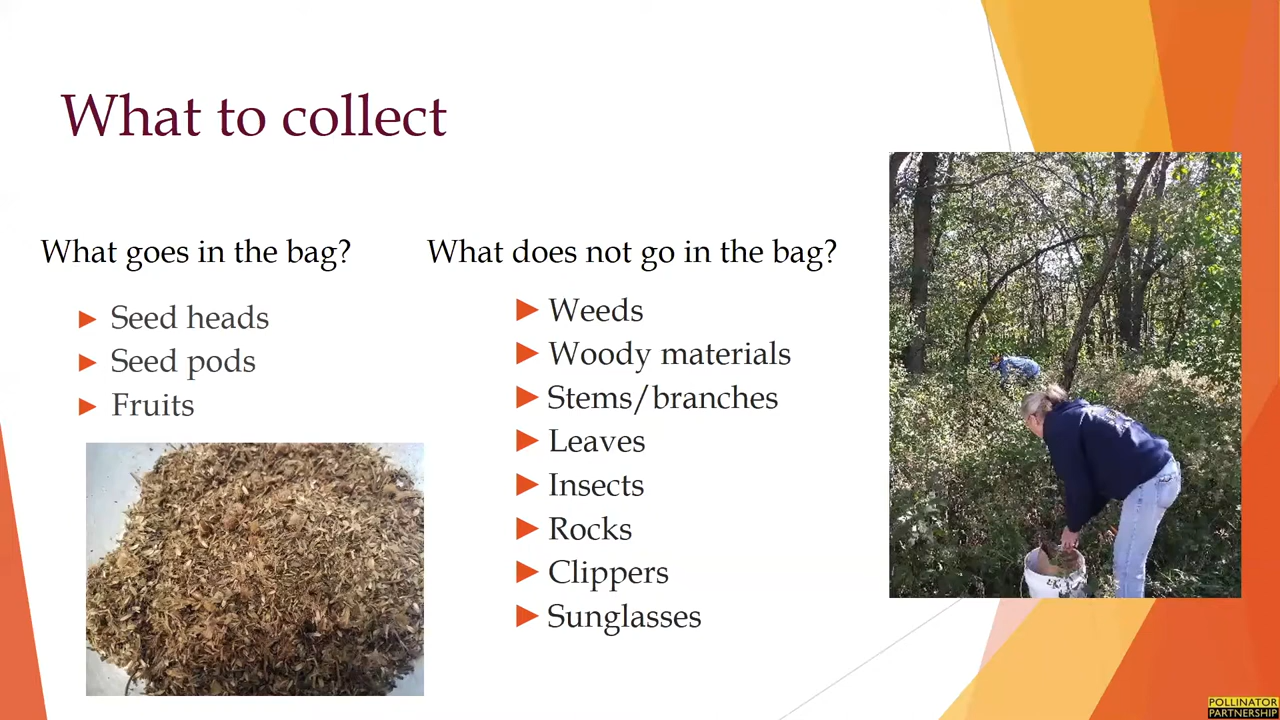 What to collect
What goes in the bag?
Seed heads
Seed pods
Fruits
What does not go in the bag?
Weeds
Woody materials
Stems/branches
Leaves
Insects
Rocks
Clippers
Sunglasses
POLLINATOR
PARTNERSHIP